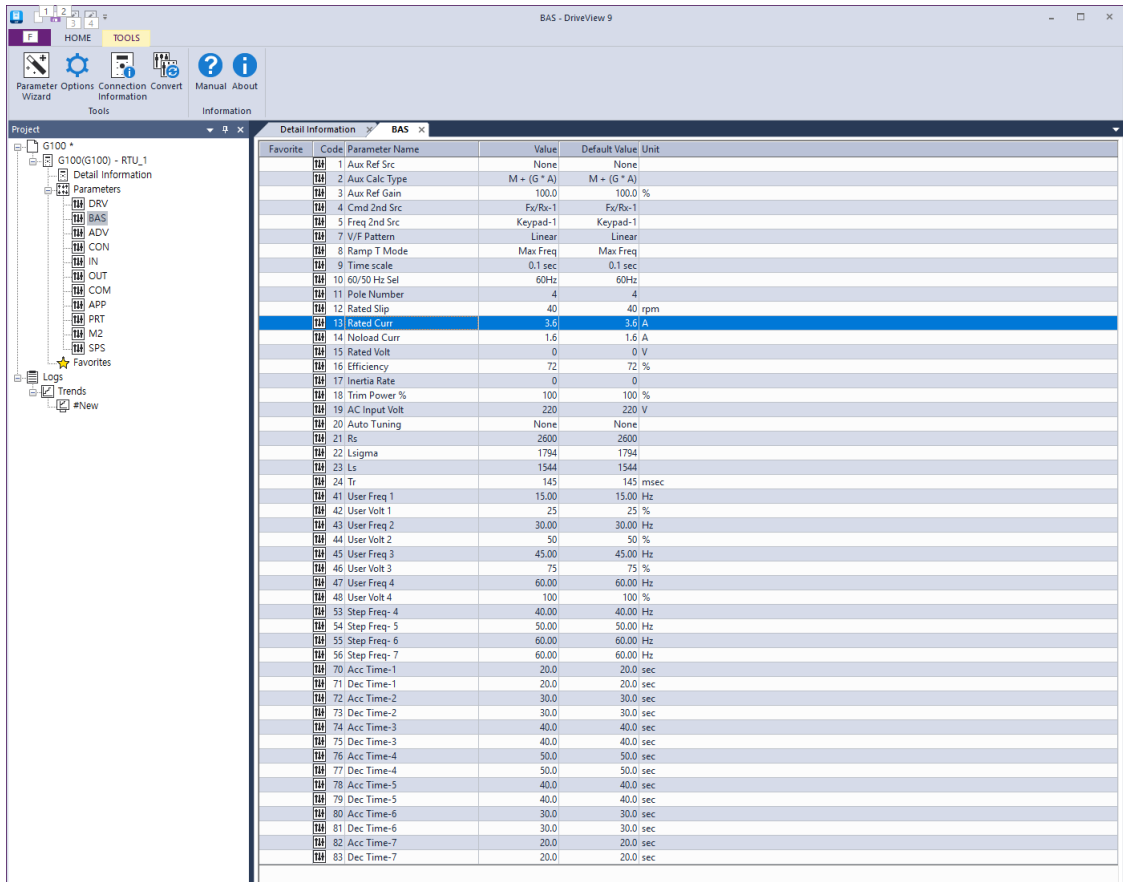 1 2 3 4
BAS - DriveView 9
F HOME TOOLS
Parameter Wizard Options Connection Information Convert Manual About
Tools Information
Project
Detail Information BAS
G100 *
G100(G100) - RTU_1
Detail Information
Parameters
DRV
BAS
ADV
CON
IN
OUT
COM
APP
PRT
M2
SPS
Favorites
Logs
Trends
#New
Favorite Code Parameter Name Value Default Value Unit
1 Aux Ref Src None None
2 Aux Calc Type M + (G * A) M + (G * A)
3 Aux Ref Gain 100.0 100.0 %
4 Cmd 2nd Src Fx/Rx-1 Fx/Rx-1
5 Freq 2nd Src Keypad-1 Keypad-1
7 V/F Pattern Linear Linear
8 Ramp T Mode Max Freq Max Freq
9 Time scale 0.1 sec 0.1 sec
10 60/50 Hz Sel 60Hz 60Hz
11 Pole Number 4 4
12 Rated Slip 40 40 rpm
13 Rated Curr 3.6 3.6 A
14 Noload Curr 1.6 1.6 A
15 Rated Volt 0 0 V
16 Efficiency 72 72 %
17 Inertia Rate 0 0
18 Trim Power % 100 100 %
19 AC Input Volt 220 220 V
20 Auto Tuning None None
21 Rs 2600 2600
22 Lsigma 1794 1794
23 Ls 1544 1544
24 Tr 145 145 msec
41 User Freq 1 15.00 15.00 Hz
42 User Volt 1 25 25 %
43 User Freq 2 30.00 30.00 Hz
44 User Volt 2 50 50 %
45 User Freq 3 45.00 45.00 Hz
46 User Volt 3 75 75 %
47 User Freq 4 60.00 60.00 Hz
48 User Volt 4 100 100 %
53 Step Freq- 4 40.00 40.00 Hz
54 Step Freq- 5 50.00 50.00 Hz
55 Step Freq- 6 60.00 60.00 Hz
56 Step Freq- 7 60.00 60.00 Hz
70 Acc Time-1 20.0 20.0 sec
71 Dec Time-1 20.0 20.0 sec
72 Acc Time-2 30.0 30.0 sec
73 Dec Time-2 30.0 30.0 sec
74 Acc Time-3 40.0 40.0 sec
75 Dec Time-3 40.0 40.0 sec
76 Acc Time-4 50.0 50.0 sec
77 Dec Time-4 50.0 50.0 sec
78 Acc Time-5 40.0 40.0 sec
79 Dec Time-5 40.0 40.0 sec
80 Acc Time-6 30.0 30.0 sec
81 Dec Time-6 30.0 30.0 sec
82 Acc Time-7 20.0 20.0 sec
83 Dec Time-7 20.0 20.0 sec